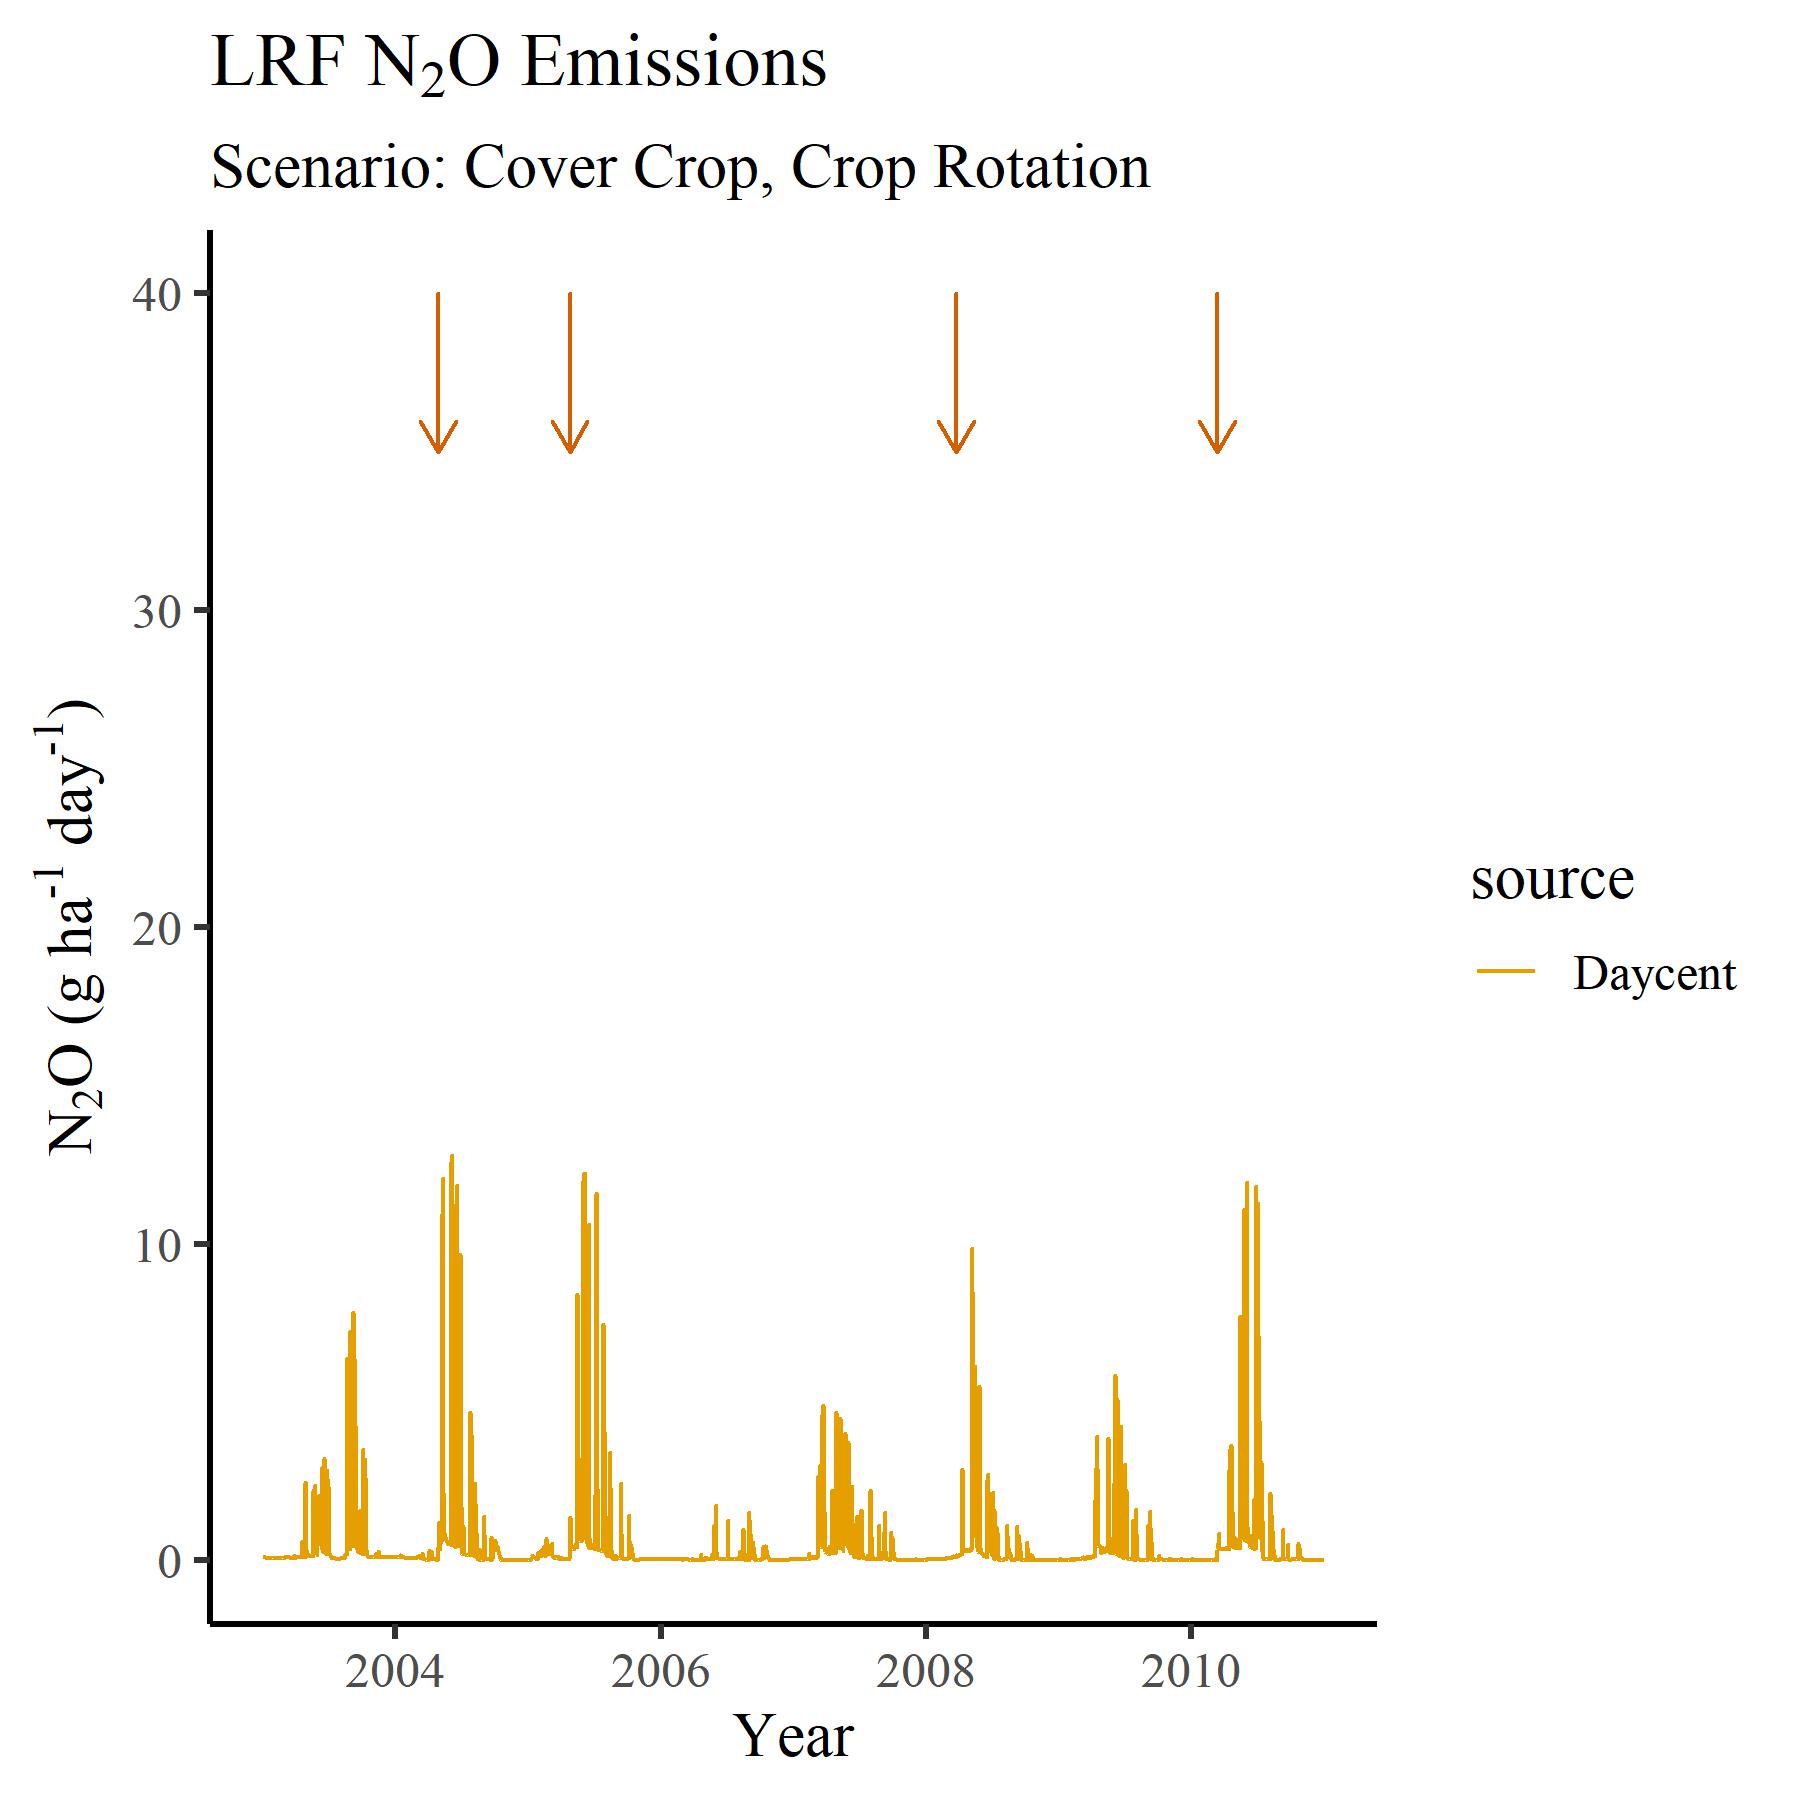 LRF N₂O Emissions
Scenario: Cover Crop, Crop Rotation
N₂O (g ha⁻¹ day⁻¹)
40
30
20
10
0
2004 2006 2008 2010
Year
source
Daycent